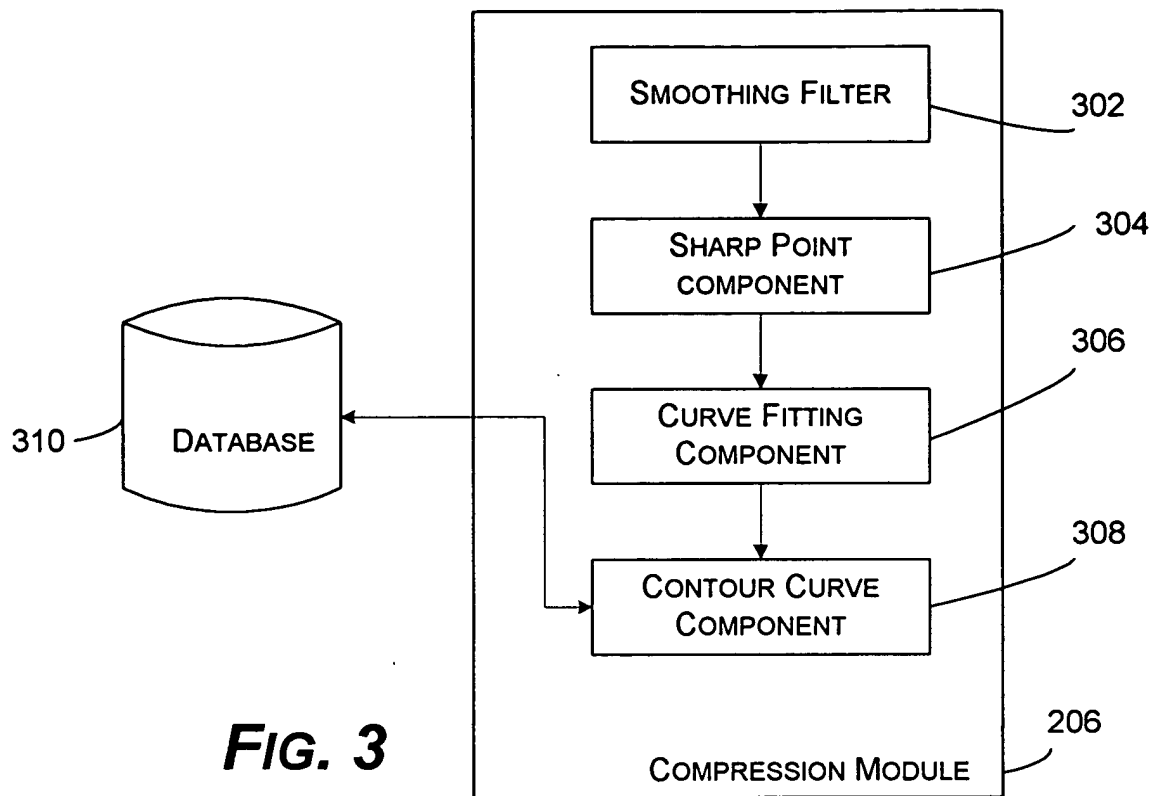 SMOOTHING FILTER
302
SHARP POINT
COMPONENT
304
CURVE FITTING
COMPONENT
306
CONTOUR CURVE
COMPONENT
308
310
DATABASE
FIG. 3
COMPRESSION MODULE
206